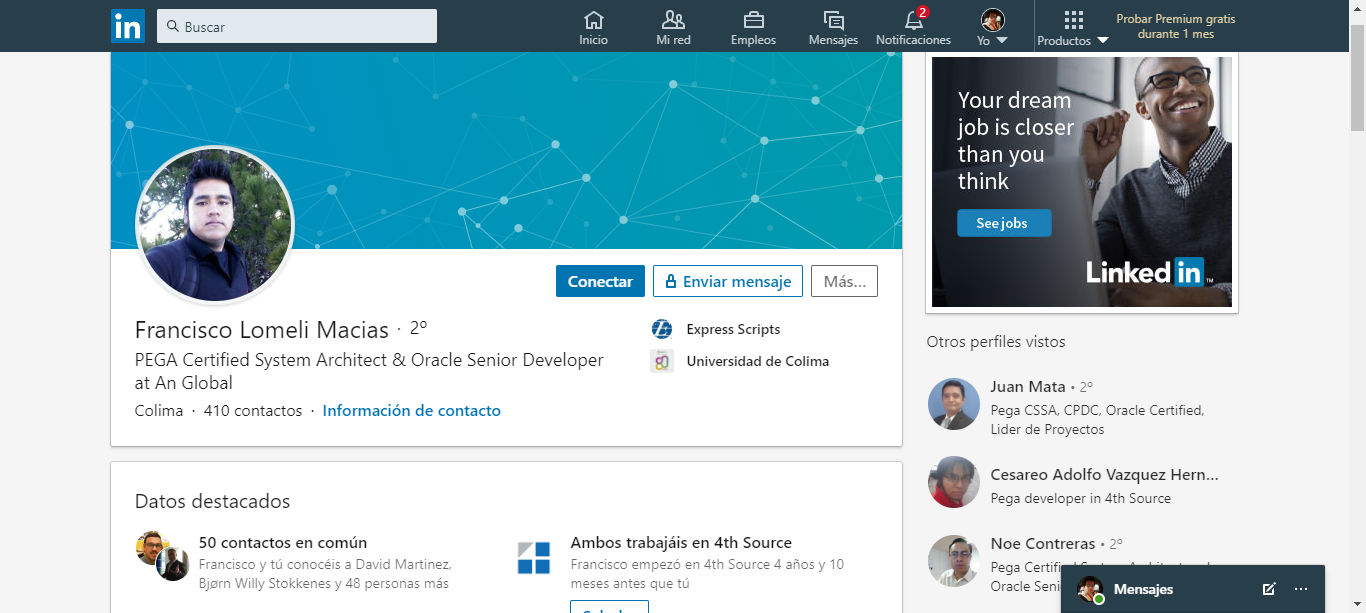 in
Buscar
Inicio
Mi red
Empleos
Mensajes
2
Notificaciones
Yo
Productos
Probar Premium gratis
durante 1 mes
Your dream
job is closer
than you
think
See jobs
Linked in
Conectar
Enviar mensaje
Más...
Francisco Lomeli Macias · 2º
PEGA Certified System Architect & Oracle Senior Developer
at An Global
Colima · 410 contactos · Información de contacto
Express Scripts
Universidad de Colima
Datos destacados
50 contactos en común
Francisco y tú conocéis a David Martinez,
Bjørn Willy Stokkenes y 48 personas más
Ambos trabajáis en 4th Source
Francisco empezó en 4th Source 4 años y 10
meses antes que tú
Otros perfiles vistos
Juan Mata • 2º
Pega CSSA, CPDC, Oracle Certified,
Lider de Proyectos
Cesareo Adolfo Vazquez Hern...
Pega developer in 4th Source
Noe Contreras • 2º
Pega Certified System
Oracle
Mensajes